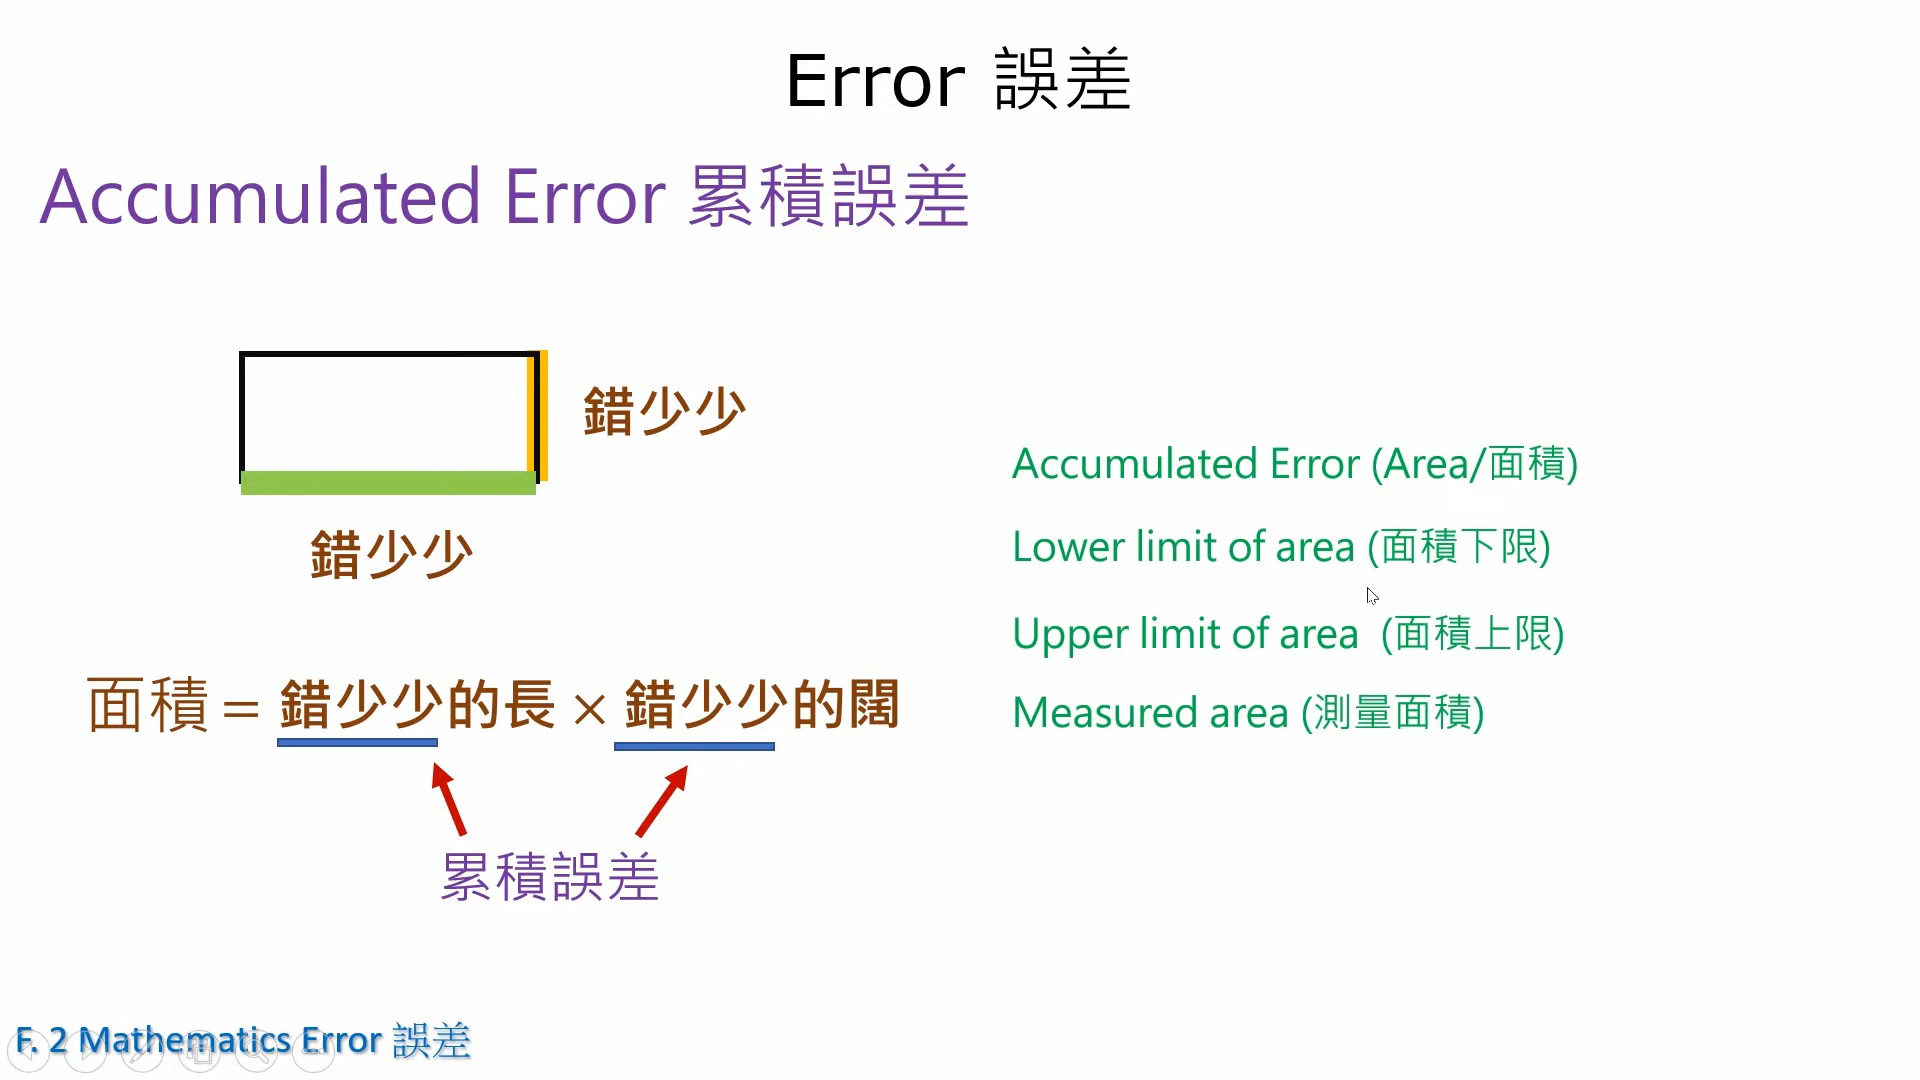 Error 誤差
Accumulated Error 累積誤差
錯少少
錯少少
面積 = 錯少少的長 × 錯少少的闊
累積誤差
Accumulated Error (Area/面積)
Lower limit of area (面積下限)
Upper limit of area (面積上限)
Measured area (測量面積)
F. 2 Mathematics Error 誤差